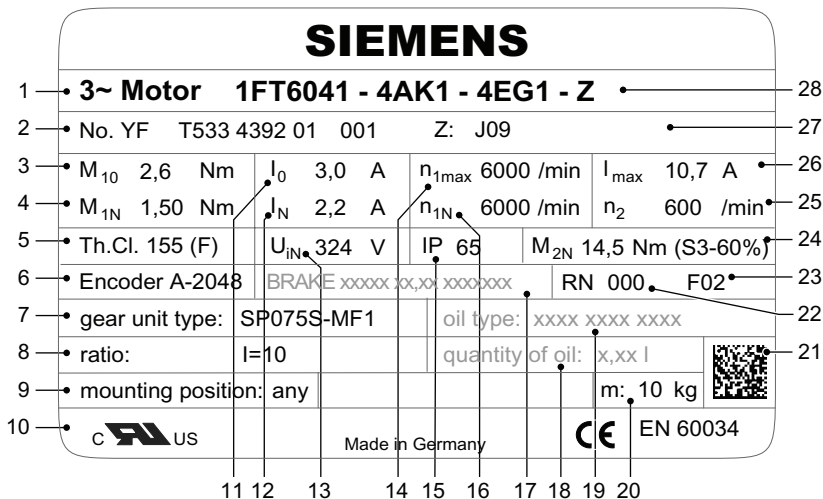 SIEMENS
1 3~ Motor 1FT6041 - 4AK1 - 4EG1 - Z 28
2 No. YF T533 4392 01 001 Z: J09 27
3 M10 2,6 Nm I0 3,0 A n1max 6000 /min Imax 10,7 A 26
4 M1N 1,50 Nm IN 2,2 A n1N 6000 /min n2 600 /min 25
5 Th.Cl. 155 (F) UiN 324 V IP 65 M2N 14,5 Nm (S3-60%) 24
6 Encoder A-2048 BRAKE xxxxx xx,xx xxxxxxx RN 000 F02 23
7 gear unit type: SP075S-MF1 oil type: xxxx xxxx xxxx 22
8 ratio: I=10 quantity of oil: x,xx l 21
9 mounting position: any m: 10 kg
10 C RU US Made in Germany CE EN 60034
11 12 13 14 15 16 17 18 19 20